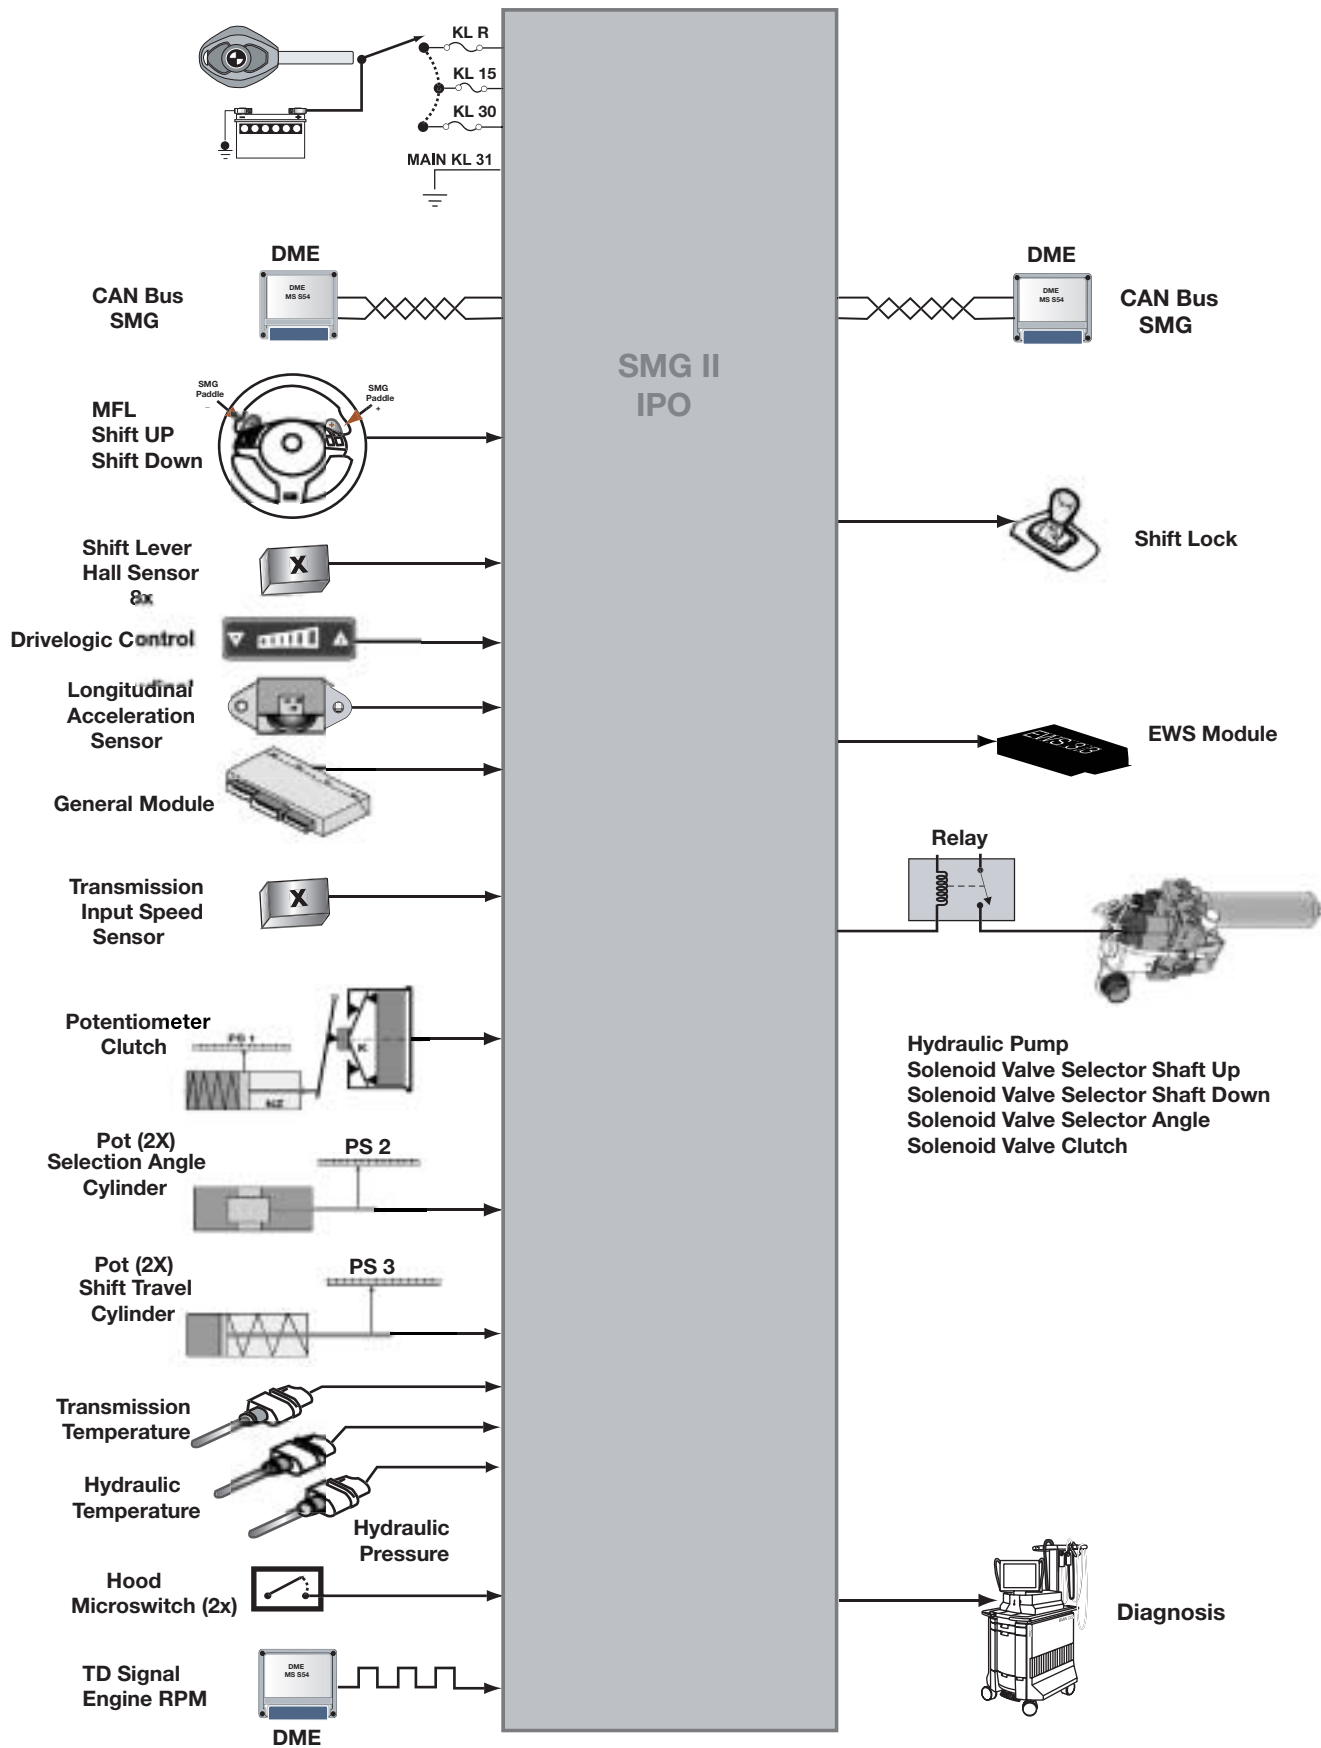 KL R
KL 15
KL 30
MAIN KL 31
DME
DME
MS S54
CAN Bus
SMG
SMG II
IPO
DME
DME
MS S54
CAN Bus
SMG
SMG
Paddle
–
SMG
Paddle
+
MFL
Shift UP
Shift Down
Shift Lock
Shift Lever
Hall Sensor
8x
X
Drivelogic Control
Longitudinal
Acceleration
Sensor
EWS 3.3
EWS Module
General Module
Relay
Transmission
Input Speed
Sensor
X
Potentiometer
Clutch
PS 1
K
Hydraulic Pump
Solenoid Valve Selector Shaft Up
Solenoid Valve Selector Shaft Down
Solenoid Valve Selector Angle
Solenoid Valve Clutch
Pot (2X)
Selection Angle
Cylinder
PS 2
Pot (2X)
Shift Travel
Cylinder
PS 3
Transmission
Temperature
Hydraulic
Temperature
Hydraulic
Pressure
Hood
Microswitch (2x)
Diagnosis
TD Signal
Engine RPM
DME
MS S54
DME